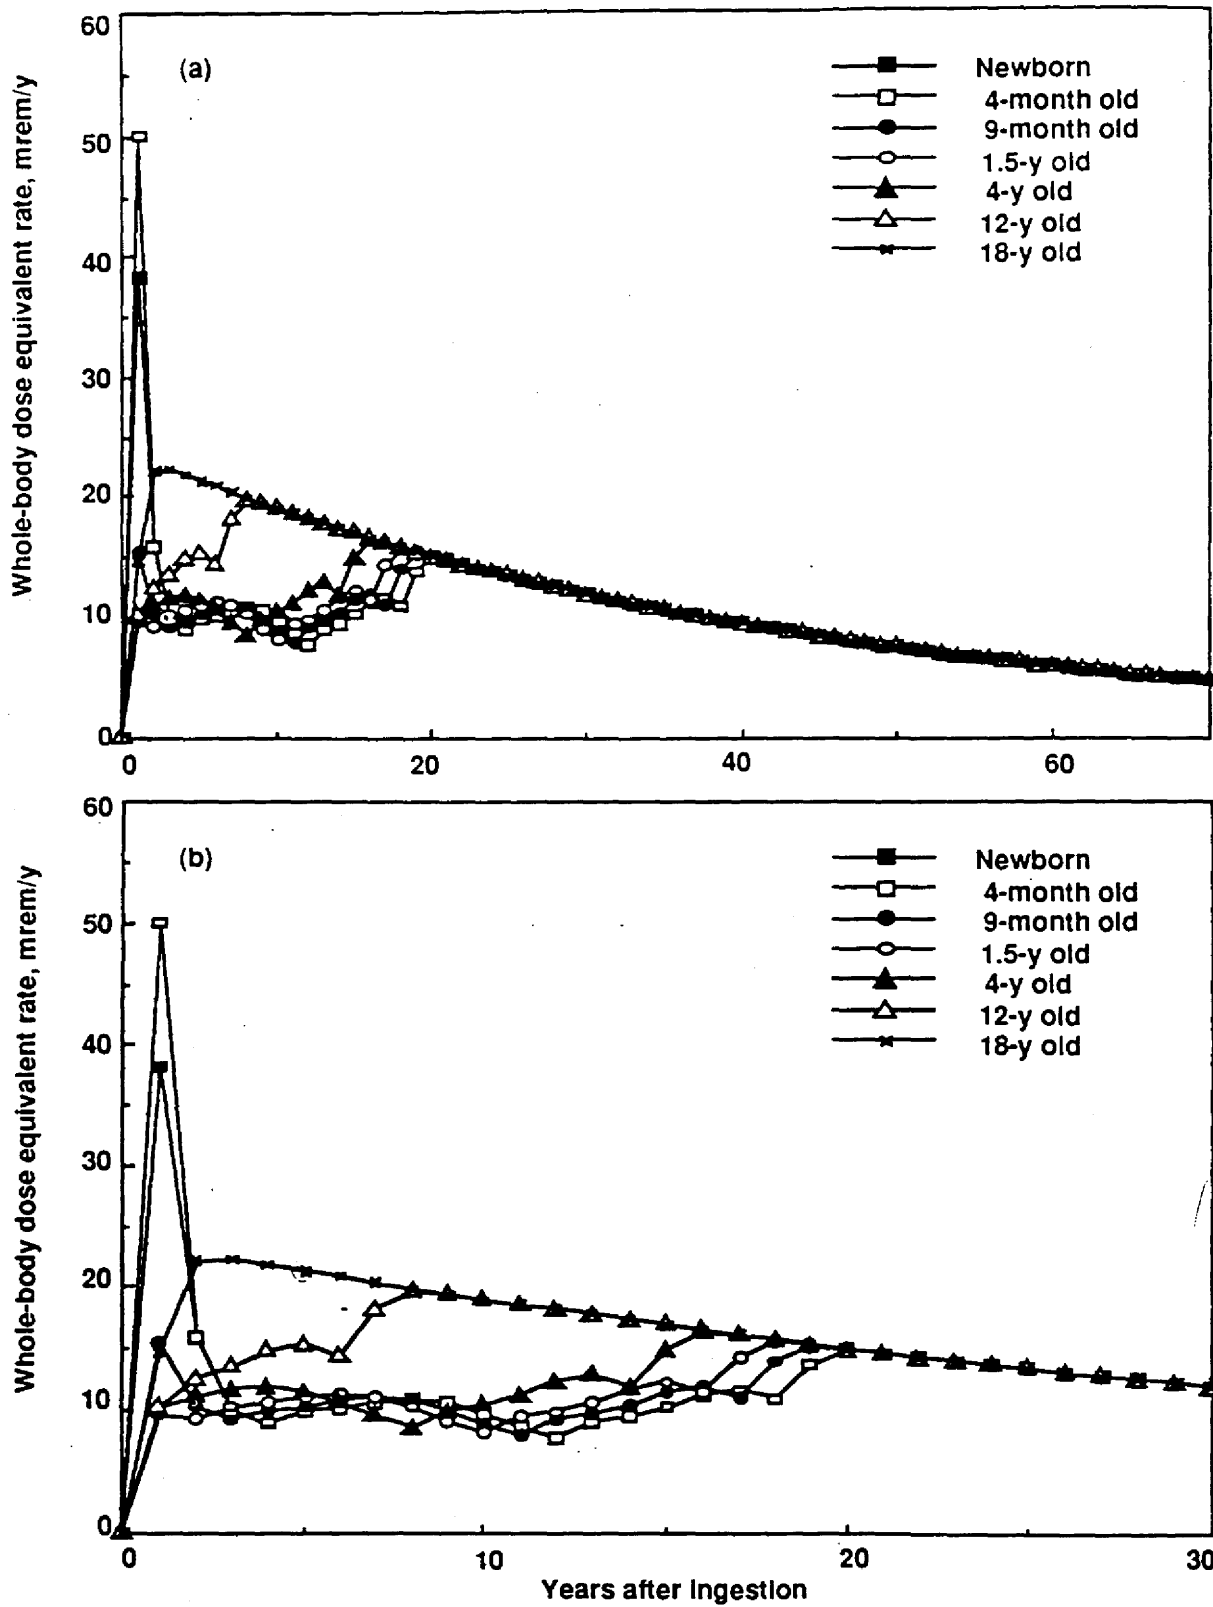 60
50
40
30
20
10
0
Whole-body dose equivalent rate, mrem/y
(a)
Newborn
4-month old
9-month old
1.5-y old
4-y old
12-y old
18-y old
0 20 40 60
60
50
40
30
20
10
0
Whole-body dose equivalent rate, mrem/y
(b)
Newborn
4-month old
9-month old
1.5-y old
4-y old
12-y old
18-y old
0 10 20 30
Years after ingestion